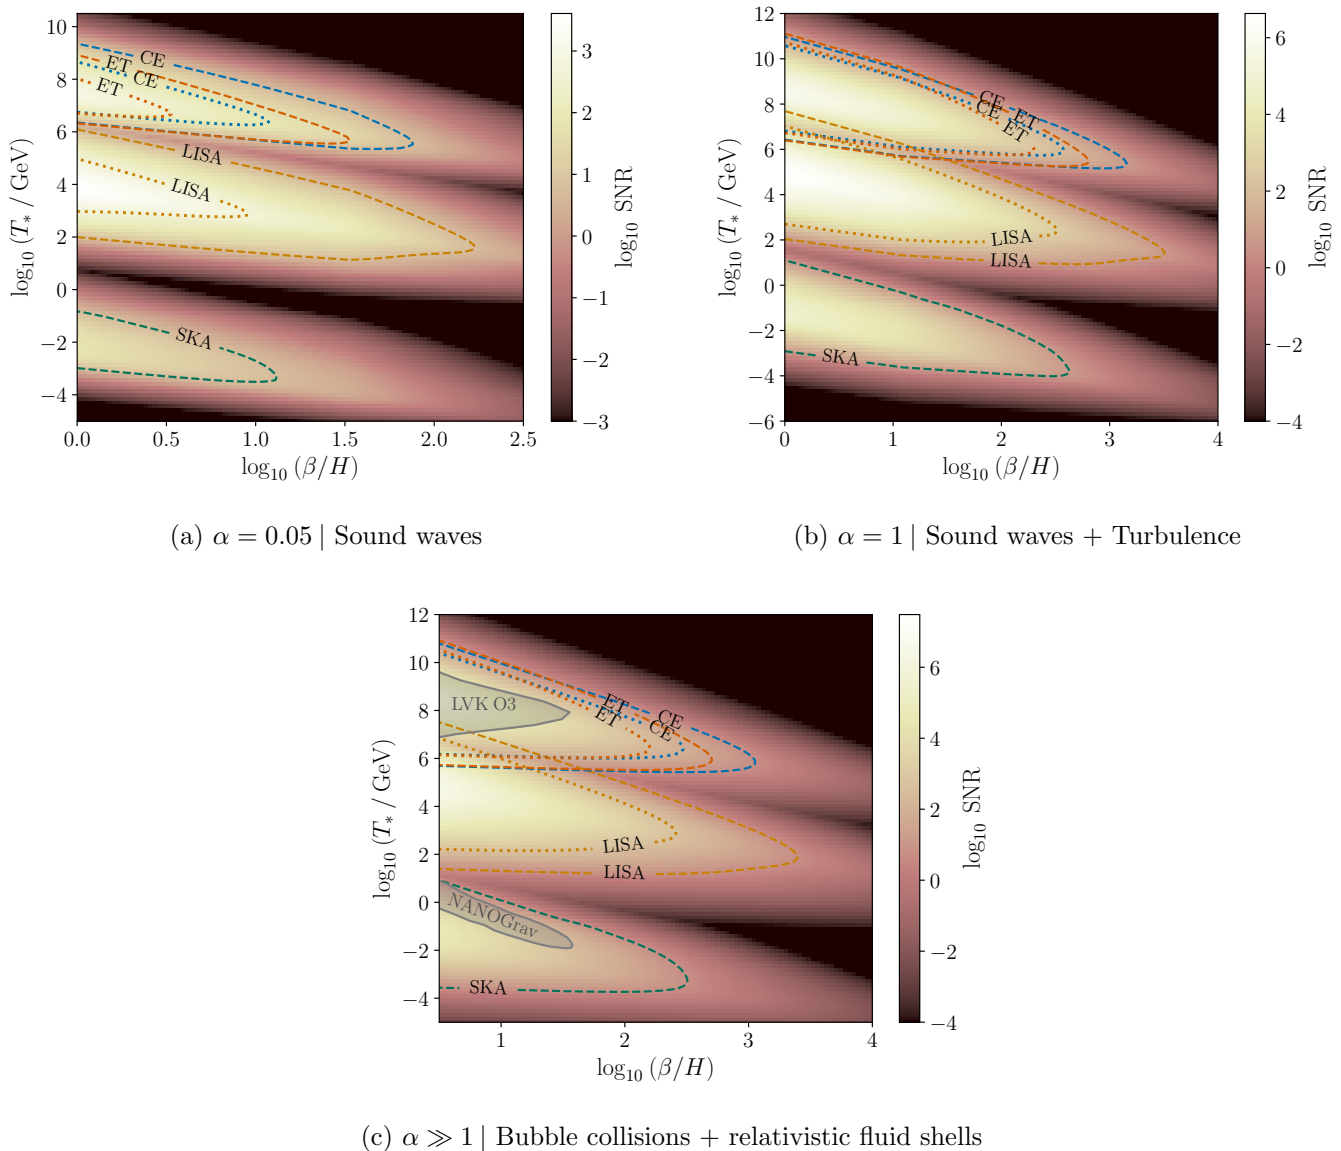 10
8
6
4
2
0
−2
−4
0.0
0.5
1.0
1.5
2.0
2.5
log₁₀ (T∗ / GeV)
log₁₀ (β/H)
CE
ET
CE
ET
LISA
LISA
SKA
3
2
1
0
−1
−2
−3
log₁₀ SNR
(a) α = 0.05 | Sound waves
12
10
8
6
4
2
0
−2
−4
−6
0
1
2
3
4
log₁₀ (T∗ / GeV)
log₁₀ (β/H)
CE
CE
ET
ET
LISA
LISA
SKA
6
4
2
0
−2
−4
log₁₀ SNR
(b) α = 1 | Sound waves + Turbulence
12
10
8
6
4
2
0
−2
−4
1
2
3
4
log₁₀ (T∗ / GeV)
log₁₀ (β/H)
LVK O3
ET
ET
CE
CE
LISA
LISA
NANOGrav
SKA
6
4
2
0
−2
−4
log₁₀ SNR
(c) α ≫ 1 | Bubble collisions + relativistic fluid shells